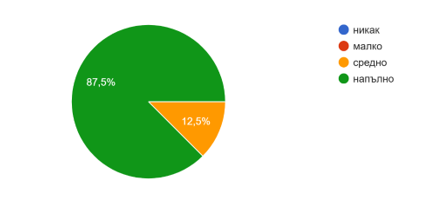 никак
малко
средно
напълно
87,5%
12,5%